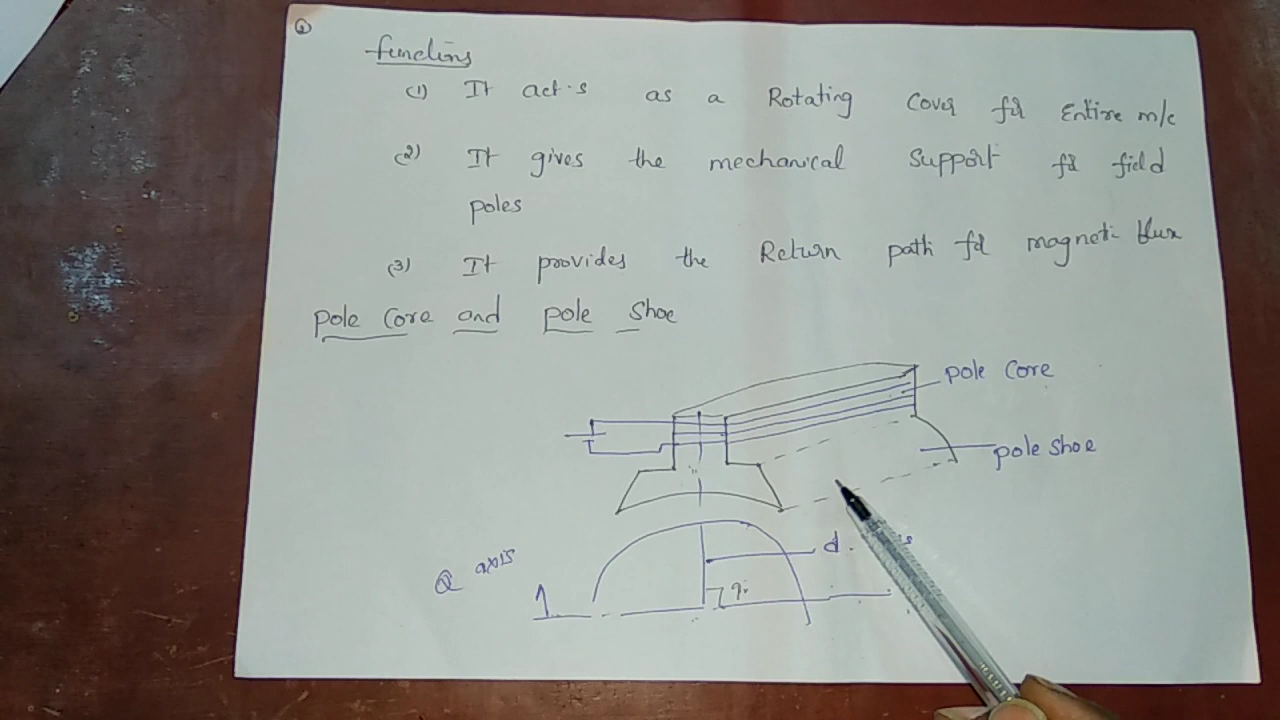 functions
(1) It acts as a Rotating Cover for Entire m/c
(2) It gives the mechanical Support for field
poles
(3) It provides the Return path for magnetic flux
pole Core and pole Shoe
pole Core
pole shoe
d.
Q axis